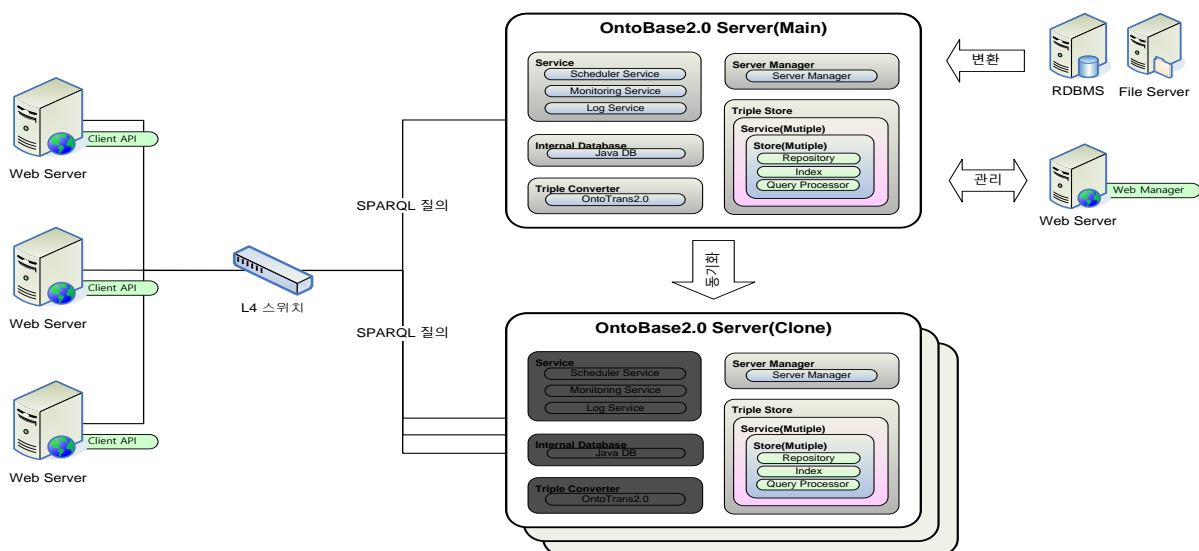 Client API
Web Server
Client API
Web Server
Client API
Web Server
L4 스위치
SPARQL 질의
SPARQL 질의
OntoBase2.0 Server(Main)
Service
Scheduler Service
Monitoring Service
Log Service
Internal Database
Java DB
Triple Converter
OntoTrans2.0
Server Manager
Server Manager
Triple Store
Service(Mutiple)
Store(Mutiple)
Repository
Index
Query Processor
변환
RDBMS
File Server
관리
Web Manager
Web Server
동기화
OntoBase2.0 Server(Clone)
Service
Scheduler Service
Monitoring Service
Log Service
Internal Database
Java DB
Triple Converter
OntoTrans2.0
Server Manager
Server Manager
Triple Store
Service(Mutiple)
Store(Mutiple)
Repository
Index
Query Processor